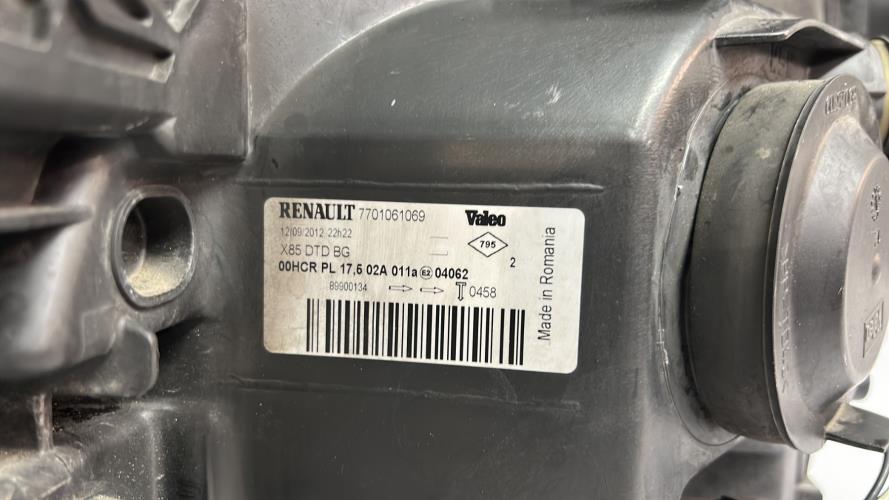 RENAULT 7701061069 Valeo
12/09/2012 22h22
X85 DTD BG 795 2
00HCR PL 17,5 02A 011a E2 04062
89900134 0458
Made in Romania